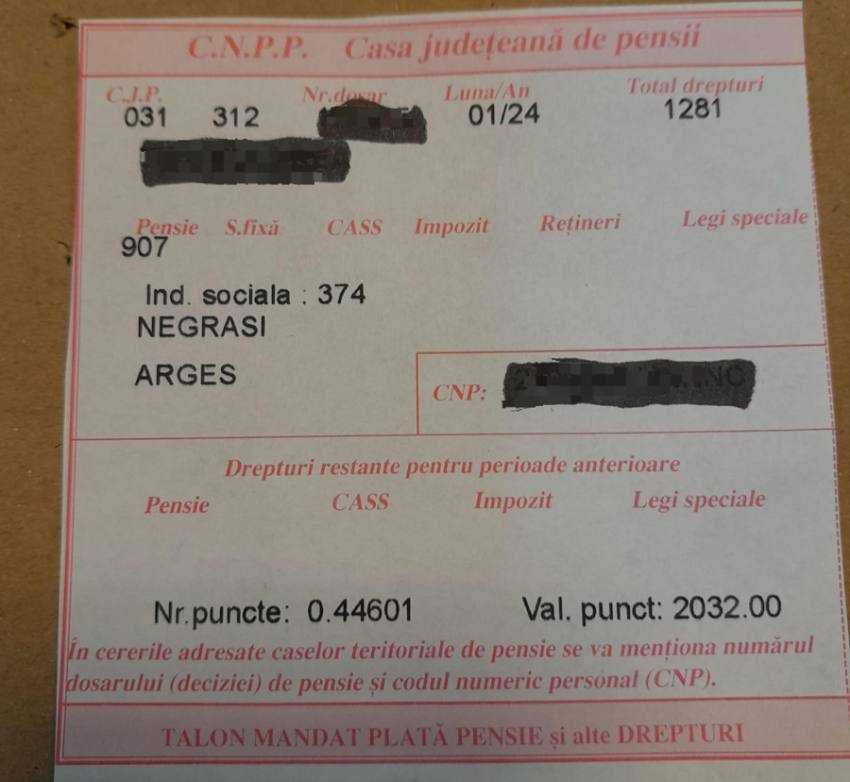 C.N.P.P. Casa județeană de pensii
C.J.P. Nr.dosar Luna/An Total drepturi
031 312 01/24 1281
Pensie S.fixă CASS Impozit Rețineri Legi speciale
907
Ind. sociala : 374
NEGRASI
ARGES
CNP:
Drepturi restante pentru perioade anterioare
Pensie CASS Impozit Legi speciale
Nr.puncte: 0.44601 Val. punct: 2032.00
În cererile adresate caselor teritoriale de pensie se va menționa numărul
dosarului (deciziei) de pensie și codul numeric personal (CNP).
TALON MANDAT PLATĂ PENSIE și alte DREPTURI